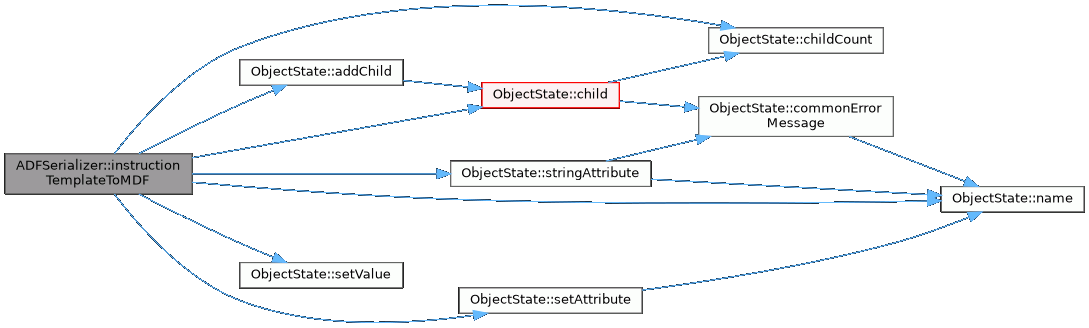 ADFSerializer::instruction
TemplateToMDF
ObjectState::addChild
ObjectState::child
ObjectState::childCount
ObjectState::commonError
Message
ObjectState::stringAttribute
ObjectState::name
ObjectState::setValue
ObjectState::setAttribute